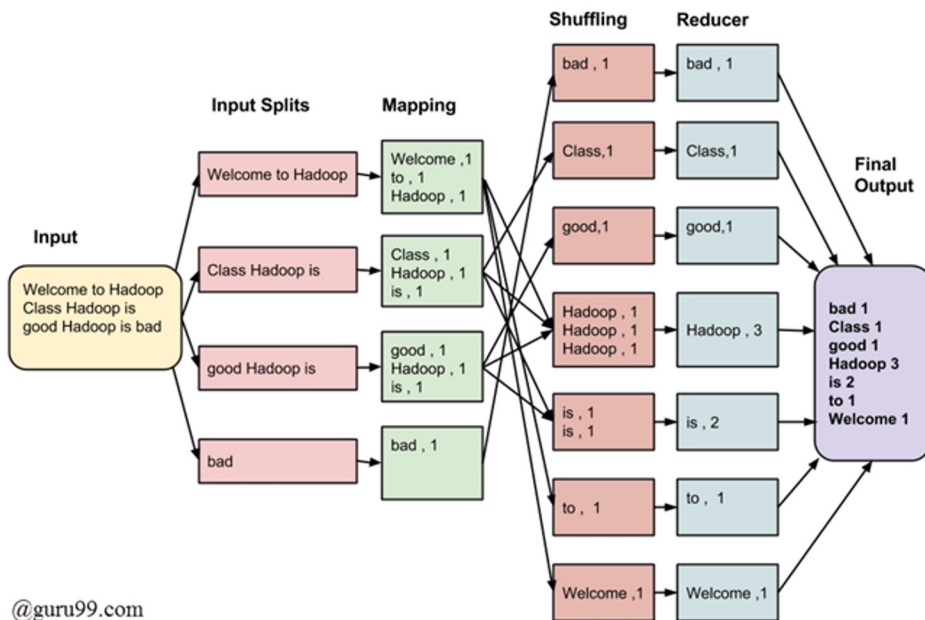 Input
Welcome to Hadoop
Class Hadoop is
good Hadoop is bad
Input Splits
Welcome to Hadoop
Class Hadoop is
good Hadoop is
bad
Mapping
Welcome ,1
to , 1
Hadoop , 1
Class , 1
Hadoop , 1
is , 1
good , 1
Hadoop , 1
is , 1
bad , 1
Shuffling
bad , 1
Class,1
good,1
Hadoop , 1
Hadoop , 1
Hadoop , 1
is , 1
is , 1
to , 1
Welcome ,1
Reducer
bad , 1
Class,1
good,1
Hadoop , 3
is , 2
to , 1
Welcome , 1
Final
Output
bad 1
Class 1
good 1
Hadoop 3
is 2
to 1
Welcome 1
@guru99.com